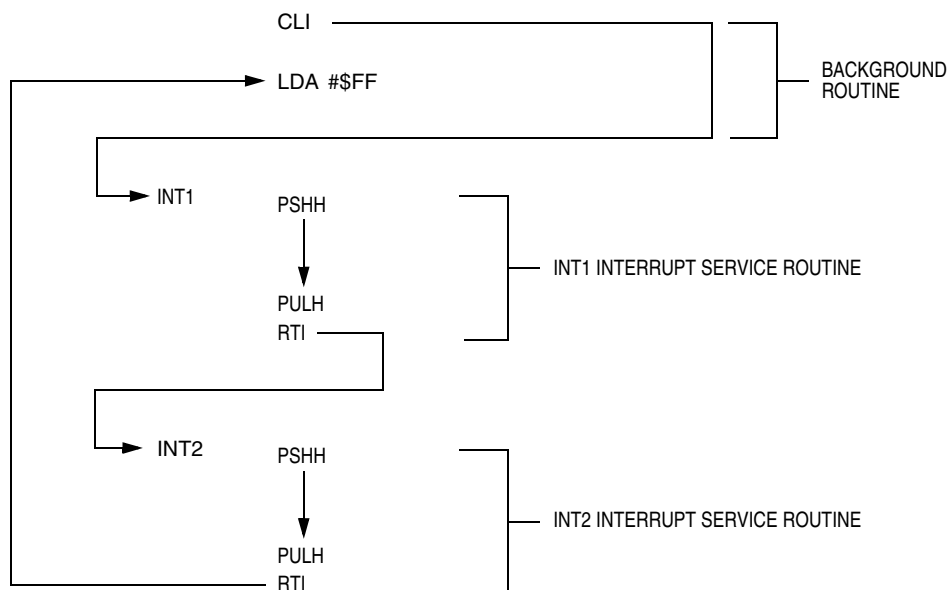 CLI
LDA #$FF
BACKGROUND
ROUTINE
INT1
PSHH
INT1 INTERRUPT SERVICE ROUTINE
PULH
RTI
INT2
PSHH
INT2 INTERRUPT SERVICE ROUTINE
PULH
RTI